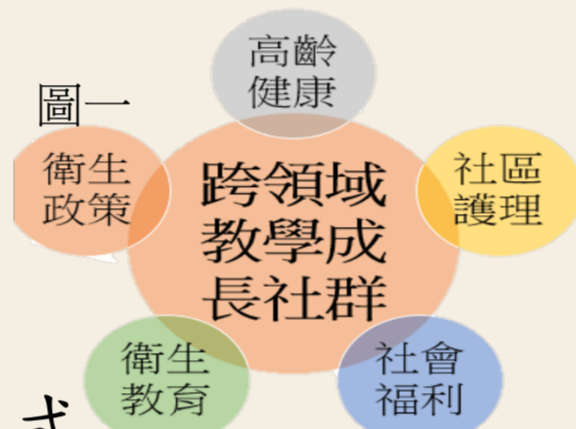 圖一
高齡
健康
衛生
政策
社區
護理
跨領域
教學成
長社群
衛生
教育
社會
福利
式